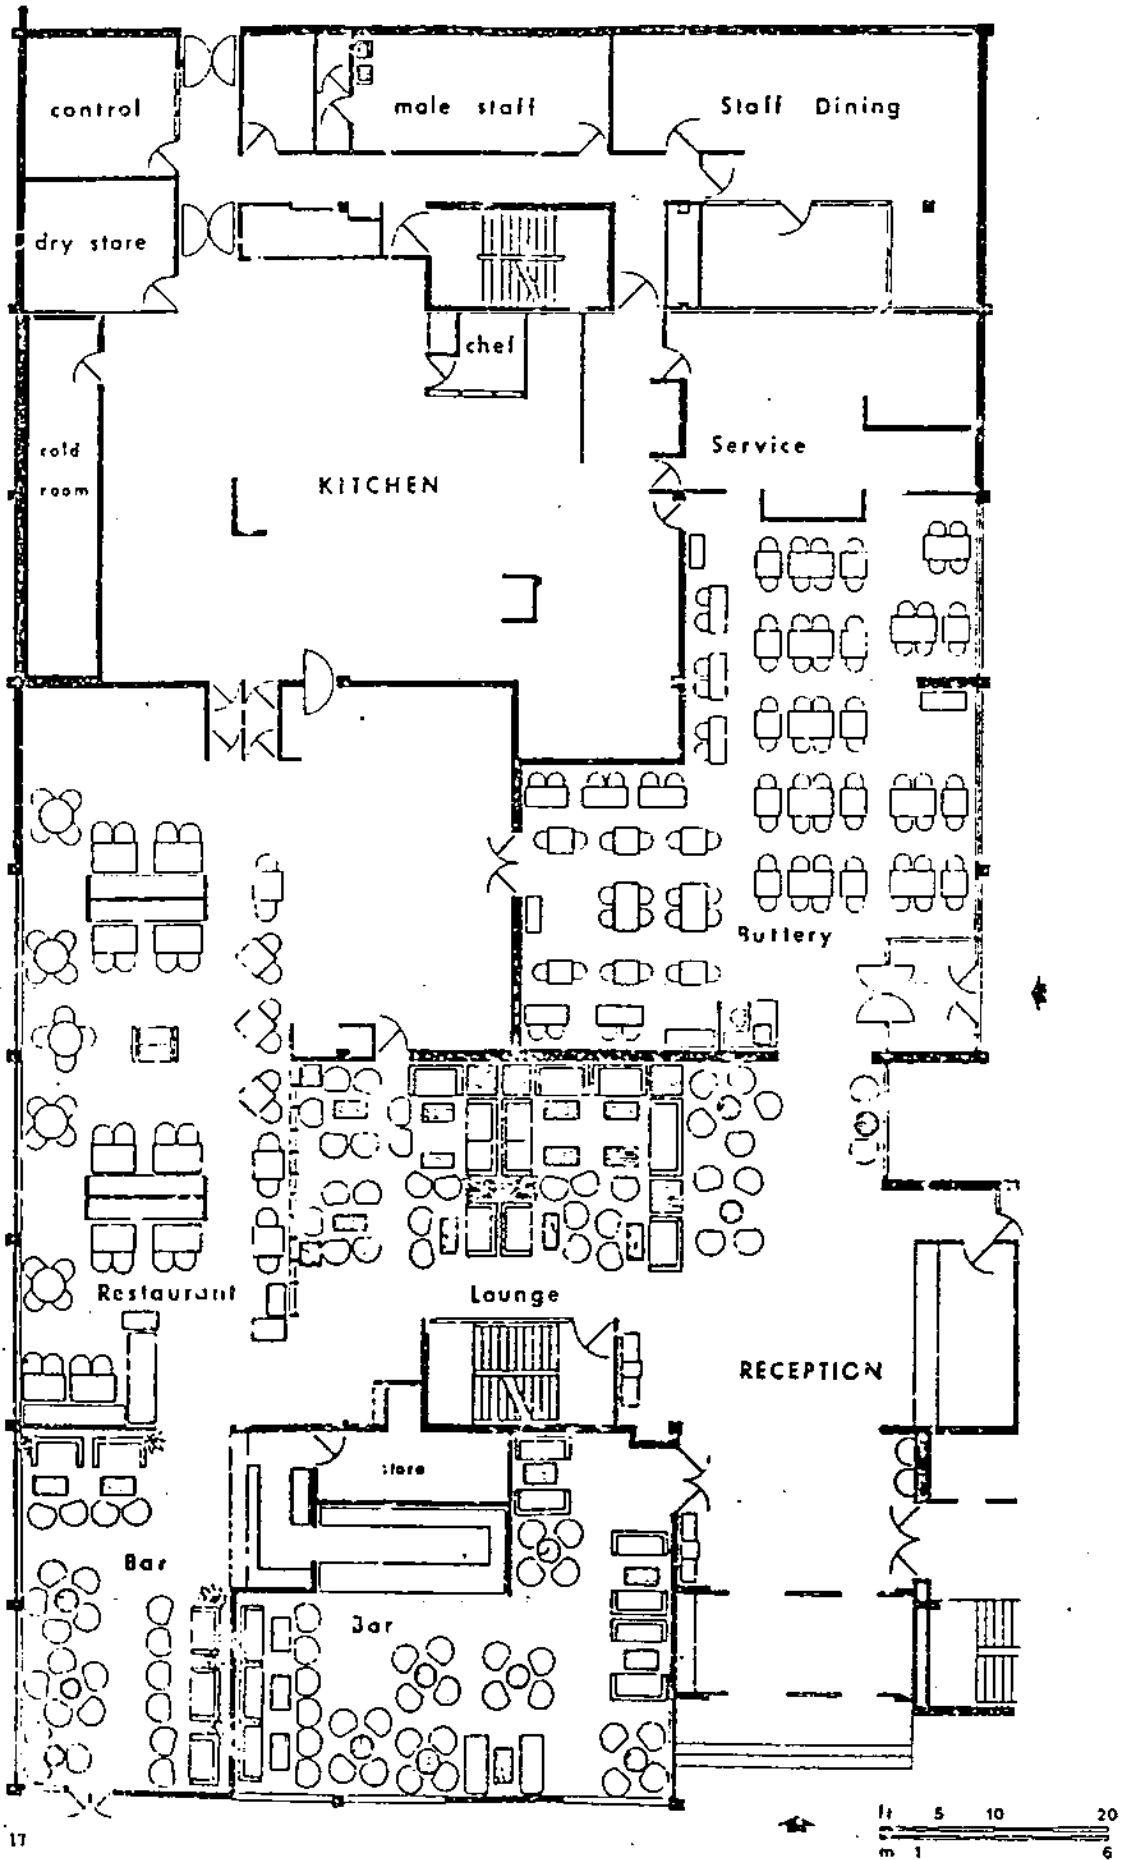 control
male staff
Staff Dining
dry store
chef
cold
room
KITCHEN
Service
Buttery
Restaurant
Lounge
RECEPTION
store
Bar
Bar
ft 5 10 20
m 1 6
17